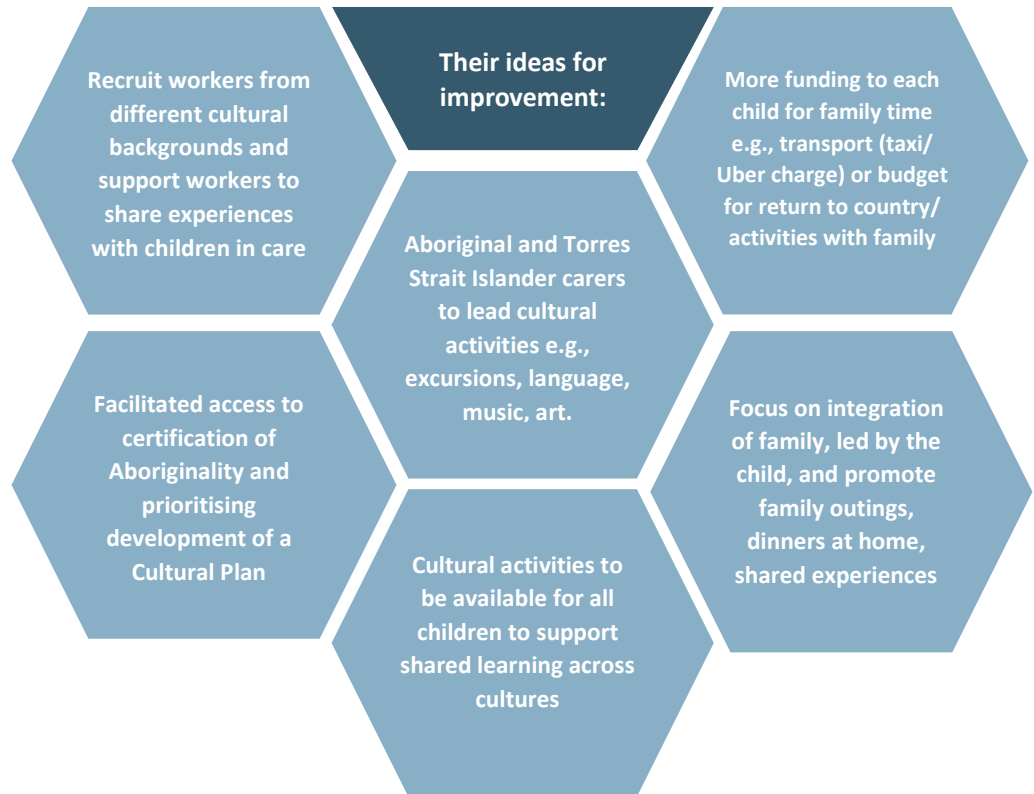 Their ideas for
improvement:
Recruit workers from
different cultural
backgrounds and
support workers to
share experiences
with children in care
More funding to each
child for family time
e.g., transport (taxi/
Uber charge) or budget
for return to country/
activities with family
Aboriginal and Torres
Strait Islander carers
to lead cultural
activities e.g.,
excursions, language,
music, art.
Facilitated access to
certification of
Aboriginality and
prioritising
development of a
Cultural Plan
Focus on integration
of family, led by the
child, and promote
family outings,
dinners at home,
shared experiences
Cultural activities to
be available for all
children to support
shared learning across
cultures